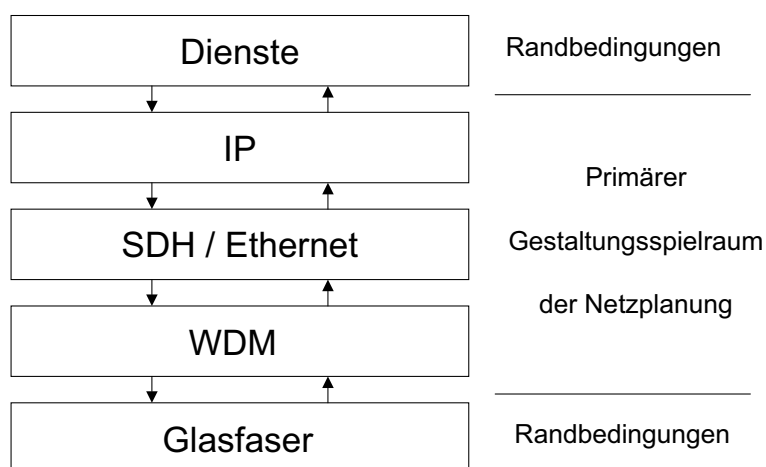 Dienste
Randbedingungen
IP
Primärer
SDH / Ethernet
Gestaltungsspielraum
der Netzplanung
WDM
Glasfaser
Randbedingungen